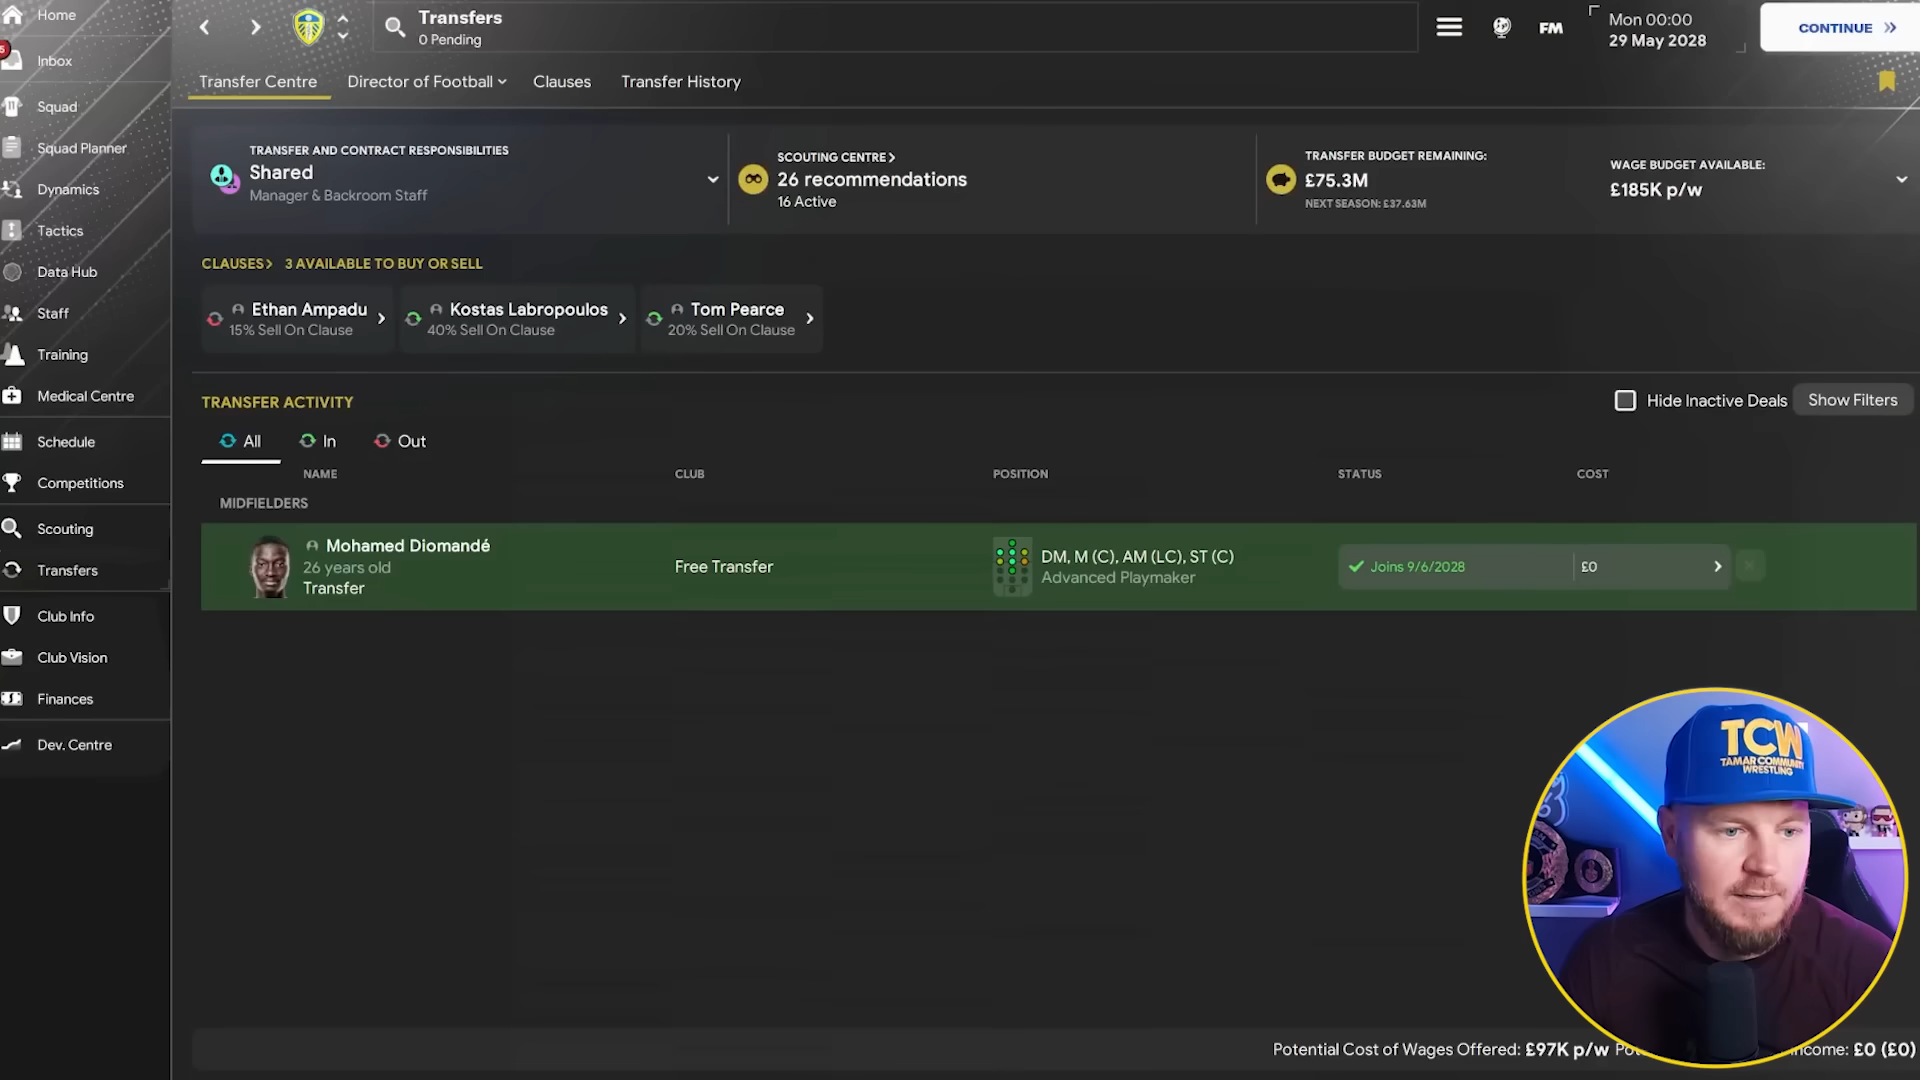 Home
5
Inbox
Squad
Squad Planner
Dynamics
Tactics
Data Hub
Staff
Training
Medical Centre
Schedule
Competitions
Scouting
Transfers
Club Info
Club Vision
Finances
Dev. Centre
Transfers
0 Pending
FM
Mon 00:00
29 May 2028
CONTINUE
Transfer Centre
Director of Football
Clauses
Transfer History
TRANSFER AND CONTRACT RESPONSIBILITIES
Shared
Manager & Backroom Staff
SCOUTING CENTRE
26 recommendations
16 Active
TRANSFER BUDGET REMAINING:
£75.3M
NEXT SEASON: £37.63M
WAGE BUDGET AVAILABLE:
£185K p/w
CLAUSES 3 AVAILABLE TO BUY OR SELL
Ethan Ampadu
15% Sell On Clause
Kostas Labropoulos
40% Sell On Clause
Tom Pearce
20% Sell On Clause
TRANSFER ACTIVITY
Hide Inactive Deals
Show Filters
All
In
Out
NAME CLUB POSITION STATUS COST
MIDFIELDERS
Mohamed Diomandé
26 years old
Transfer
Free Transfer
DM, M (C), AM (LC), ST (C)
Advanced Playmaker
Joins 9/6/2028
£0
TCW
TAMAR COMMUNITY
WRESTLING
Potential Cost of Wages Offered: £97K p/w
£0 (£0)